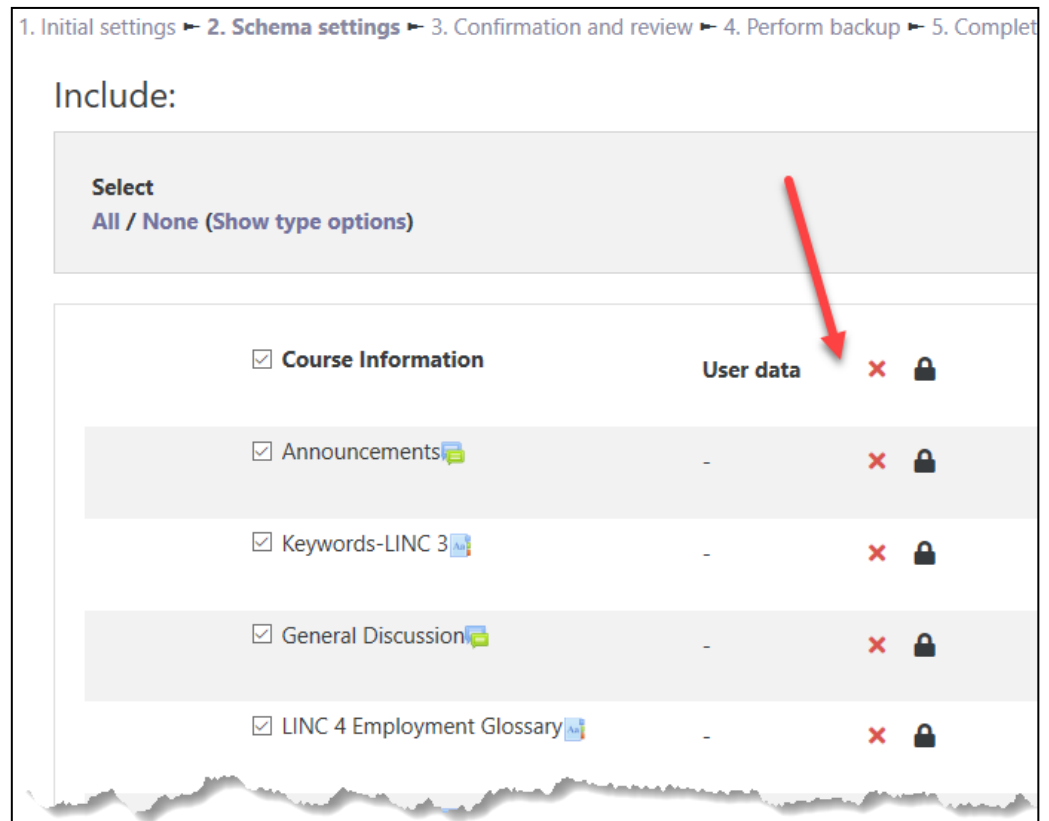 1. Initial settings ► 2. Schema settings ► 3. Confirmation and review ► 4. Perform backup ► 5. Complet
Include:
Select
All / None (Show type options)
Course Information User data
Announcements -
Keywords-LINC 3 -
General Discussion -
LINC 4 Employment Glossary -